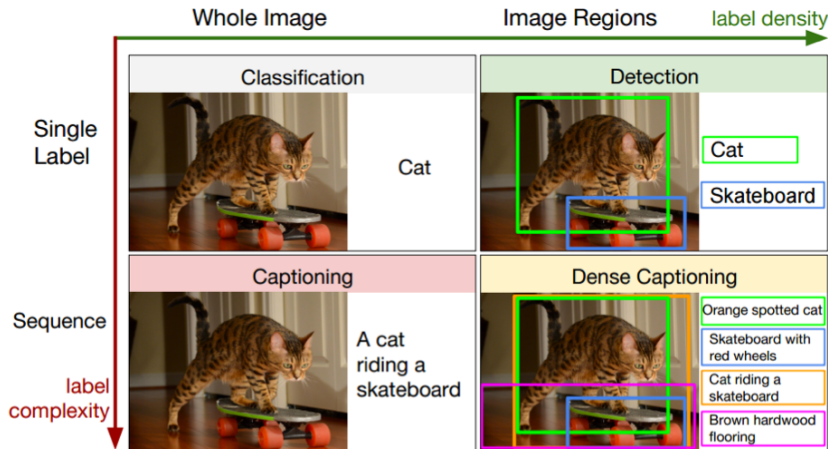 Whole Image
Image Regions
label density
Single
Label
Classification
Cat
Detection
Cat
Skateboard
Sequence
label
complexity
Captioning
A cat
riding a
skateboard
Dense Captioning
Orange spotted cat
Skateboard with
red wheels
Cat riding a
skateboard
Brown hardwood
flooring